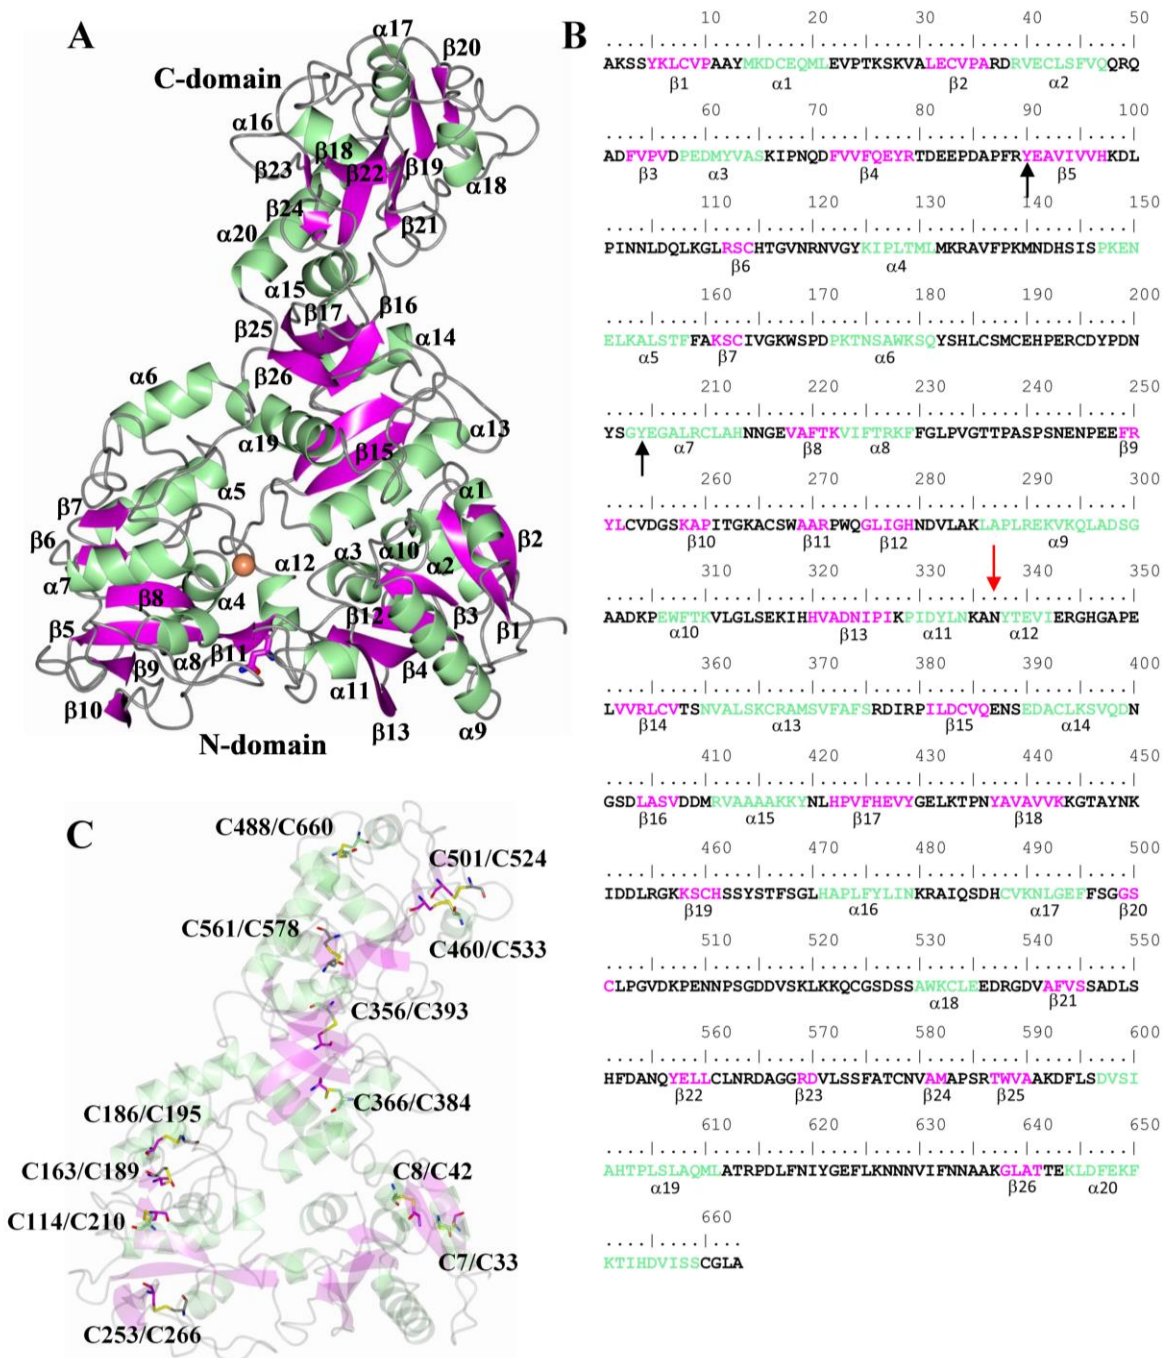 A
C-domain
α17
β20
α16
β18
β23
β22
β19
α18
β24
β21
α20
α15
β17
β16
β25
α14
β26
α6
α19
α13
β15
α5
α1
β7
β2
α10
β6
α3
α2
α12
α7
α4
β12
β3
β8
β1
β5
α8
β11
β4
β9
α11
β10
β13
α9
N-domain
B
10 20 30 40 50
AKSSYKLCVPAAYMKDCEQMLEVPTKSKVALECVPARDRVECLSFVQQRQ
β1 α1 β2 α2
60 70 80 90 100
ADFVPVDPEDMYVASKIPNQDFVVFQEYRTDEEPDAPFRYEAVIVVHKDL
β3 α3 β4 β5
110 120 130 140 150
PINNLDQLKGLRSCHTGVNRNVGYKIPLTMLMKRAVFPKMNDHSISPKEN
β6 α4
160 170 180 190 200
ELKALSTFFAKSCIVGKWSPDPKTNSAWKSQYSHLCSMCEHPERCDYPDN
α5 β7 α6
210 220 230 240 250
YSGYEGALRCLAHNNGEVAFTKVIFTRKFFGLPVGTTPASPSNENPEEFR
α7 β8 α8 β9
260 270 280 290 300
YLCVDGSKAPITGKACSWAARPWQGLIGHNDVLAKLAPLREKVKQLADSG
β10 β11 β12 α9
310 320 330 340 350
AADKPEWFTKVLGLSEKIHHVADNIPIKPIDYLNKANYTEVIERGHGAPE
α10 β13 α11 α12
360 370 380 390 400
LVVRLCVTSNVALSKCRAMSVFAFSRDIRPILDCVQENSEDACLKSVQDN
β14 α13 β15 α14
410 420 430 440 450
GSDLASVDDMRVAAAAKKYNLHPVFHEVYGELKTPNYAVAVVKKGTAYNK
β16 α15 β17 β18
460 470 480 490 500
IDDLRGKKSCHSSYSTFSGLHAPLFYLINKRAIQSDHCVKNLGEFFSGGS
β19 α16 α17 β20
510 520 530 540 550
CLPGVDKPENNPSGDDVSKLKKQCGSDSSAWKCLEEDRGDVAFVSSADLS
α18 β21
560 570 580 590 600
HFDANQYELLCLNRDAGGRDVLSSFATCNVAMAPSRTWVAAKDFLSDVSI
β22 β23 β24 β25
610 620 630 640 650
AHTPLSLAQMLATRPDLFNIYGEFLKNNNVIFNNAAKGLATTEKLDFEKF
α19 β26 α20
660
KTIHDVISSCGLA
C
C488/C660
C501/C524
C561/C578
C460/C533
C356/C393
C366/C384
C186/C195
C163/C189
C8/C42
C114/C210
C7/C33
C253/C266